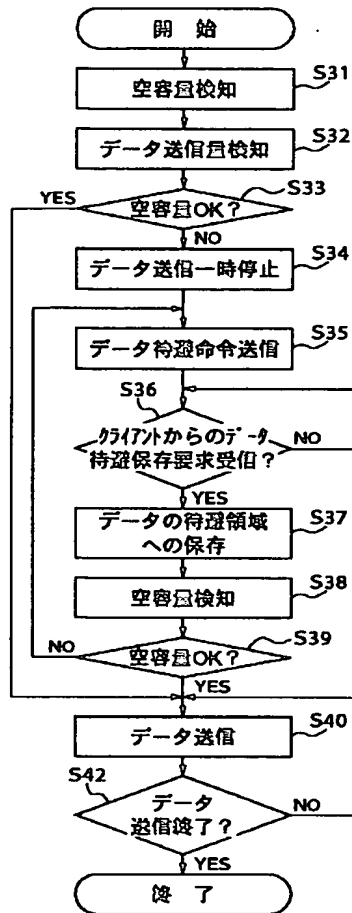 開 始
S31
空容量検知
S32
データ送信量検知
S33
YES
空容量OK？
NO
S34
データ送信一時停止
S35
データ待避命令送信
S36
クライアントからのデータ
待避保存要求受信？
NO
YES
S37
データの待避領域
への保存
S38
空容量検知
S39
NO
空容量OK？
YES
S40
データ送信
S42
データ
送信終了？
NO
YES
終 了